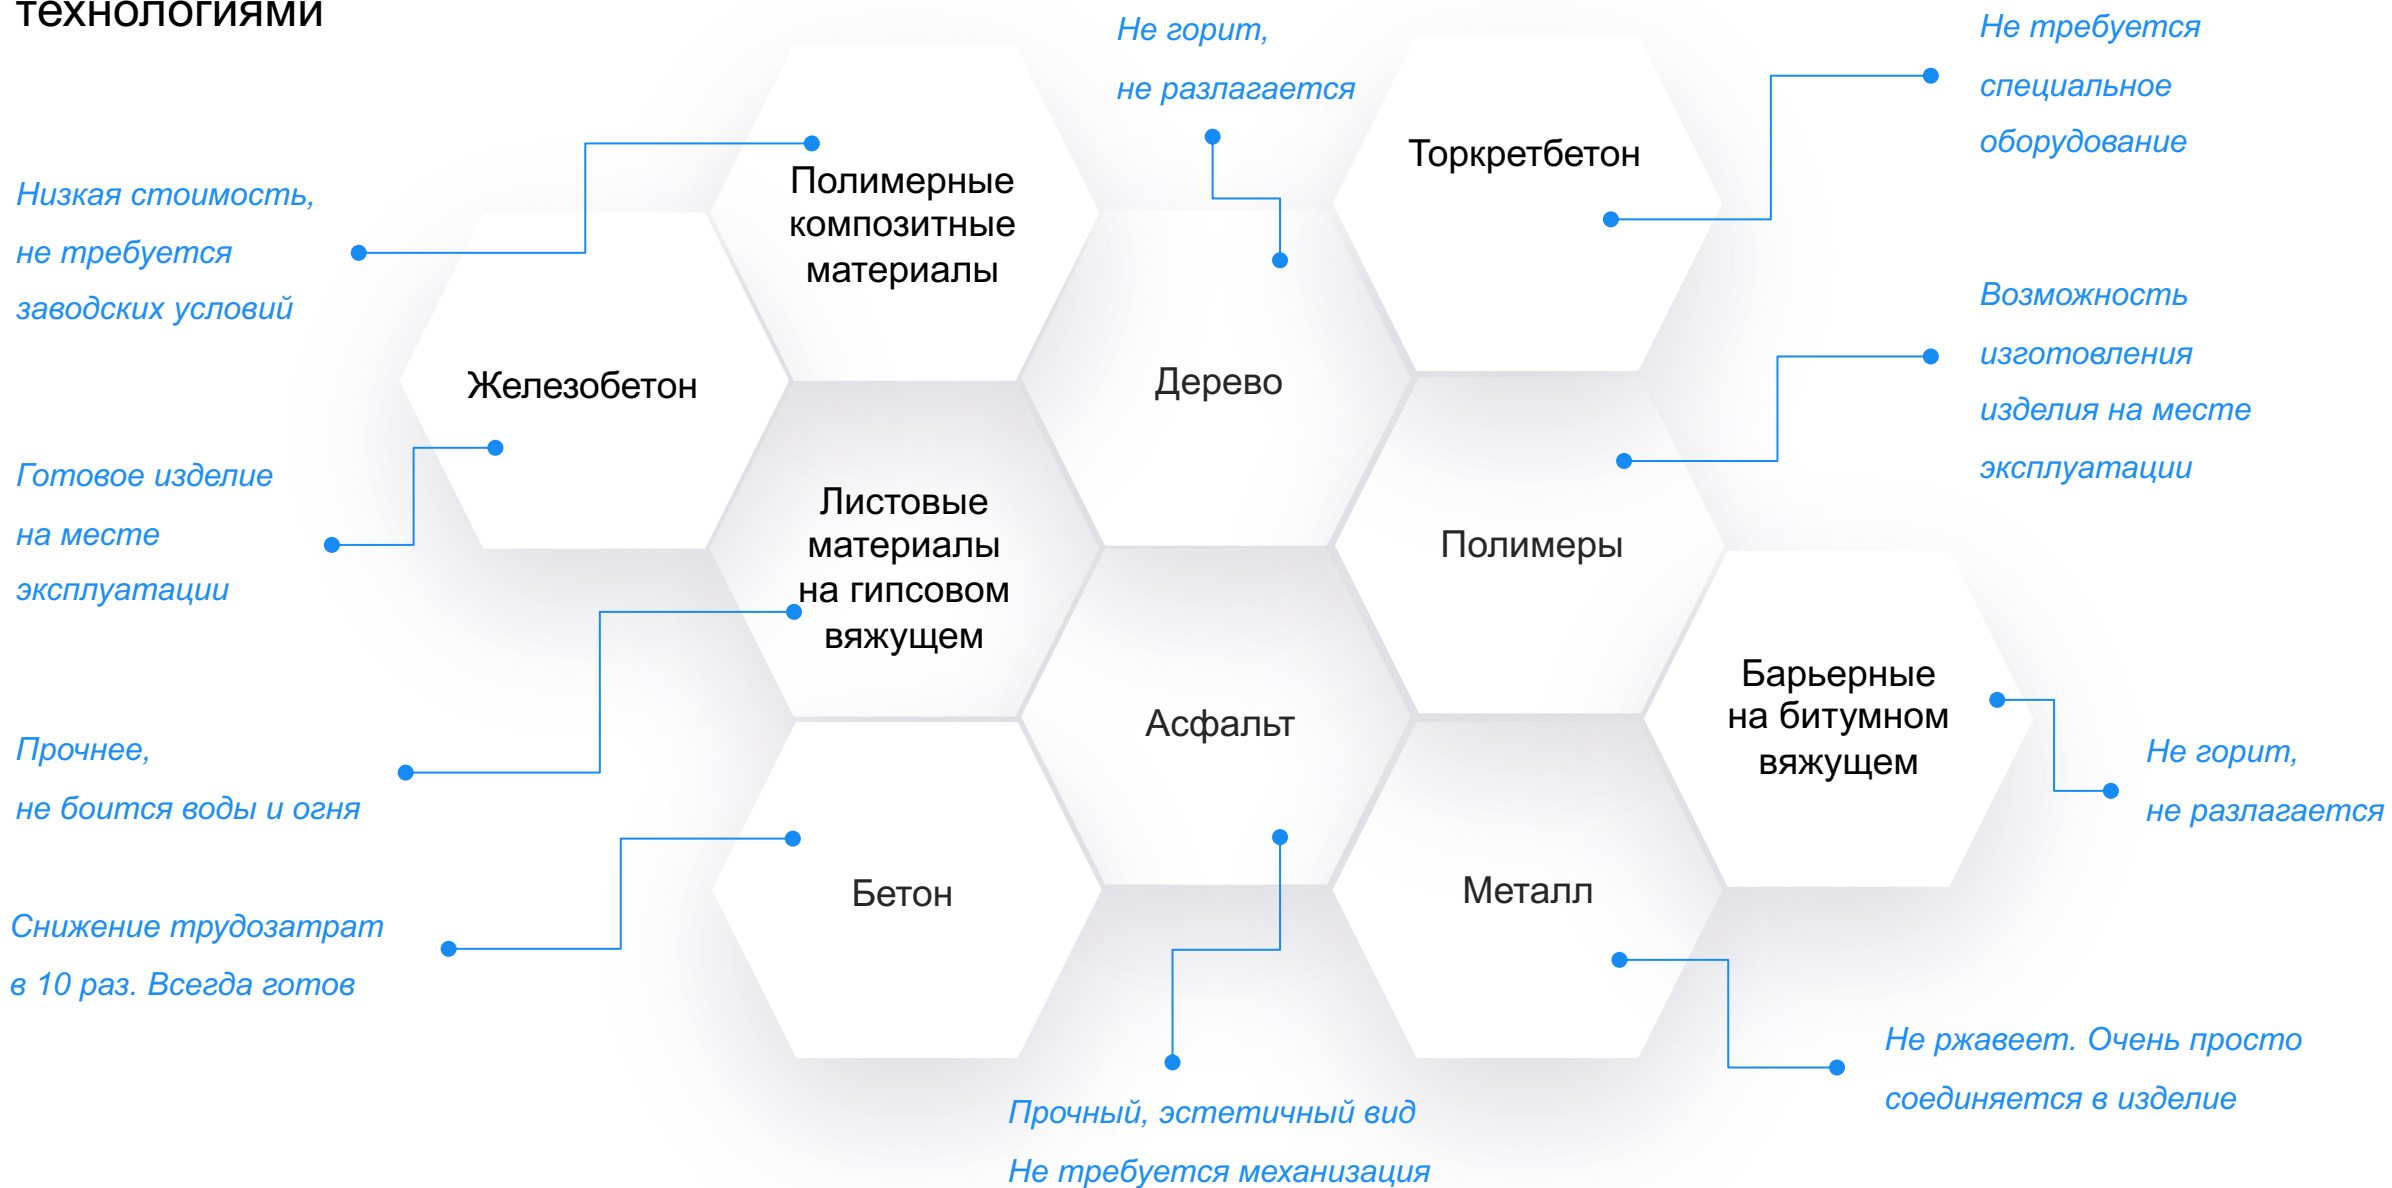 технологиями
Не горит,
не разлагается
Не требуется
специальное
оборудование
Торкретбетон
Полимерные
композитные
материалы
Низкая стоимость,
не требуется
заводских условий
Железобетон
Дерево
Возможность
изготовления
изделия на месте
эксплуатации
Готовое изделие
на месте
эксплуатации
Листовые
материалы
на гипсовом
вяжущем
Полимеры
Барьерные
на битумном
вяжущем
Асфальт
Прочнее,
не боится воды и огня
Не горит,
не разлагается
Бетон
Металл
Снижение трудозатрат
в 10 раз. Всегда готов
Не ржавеет. Очень просто
соединяется в изделие
Прочный, эстетичный вид
Не требуется механизация